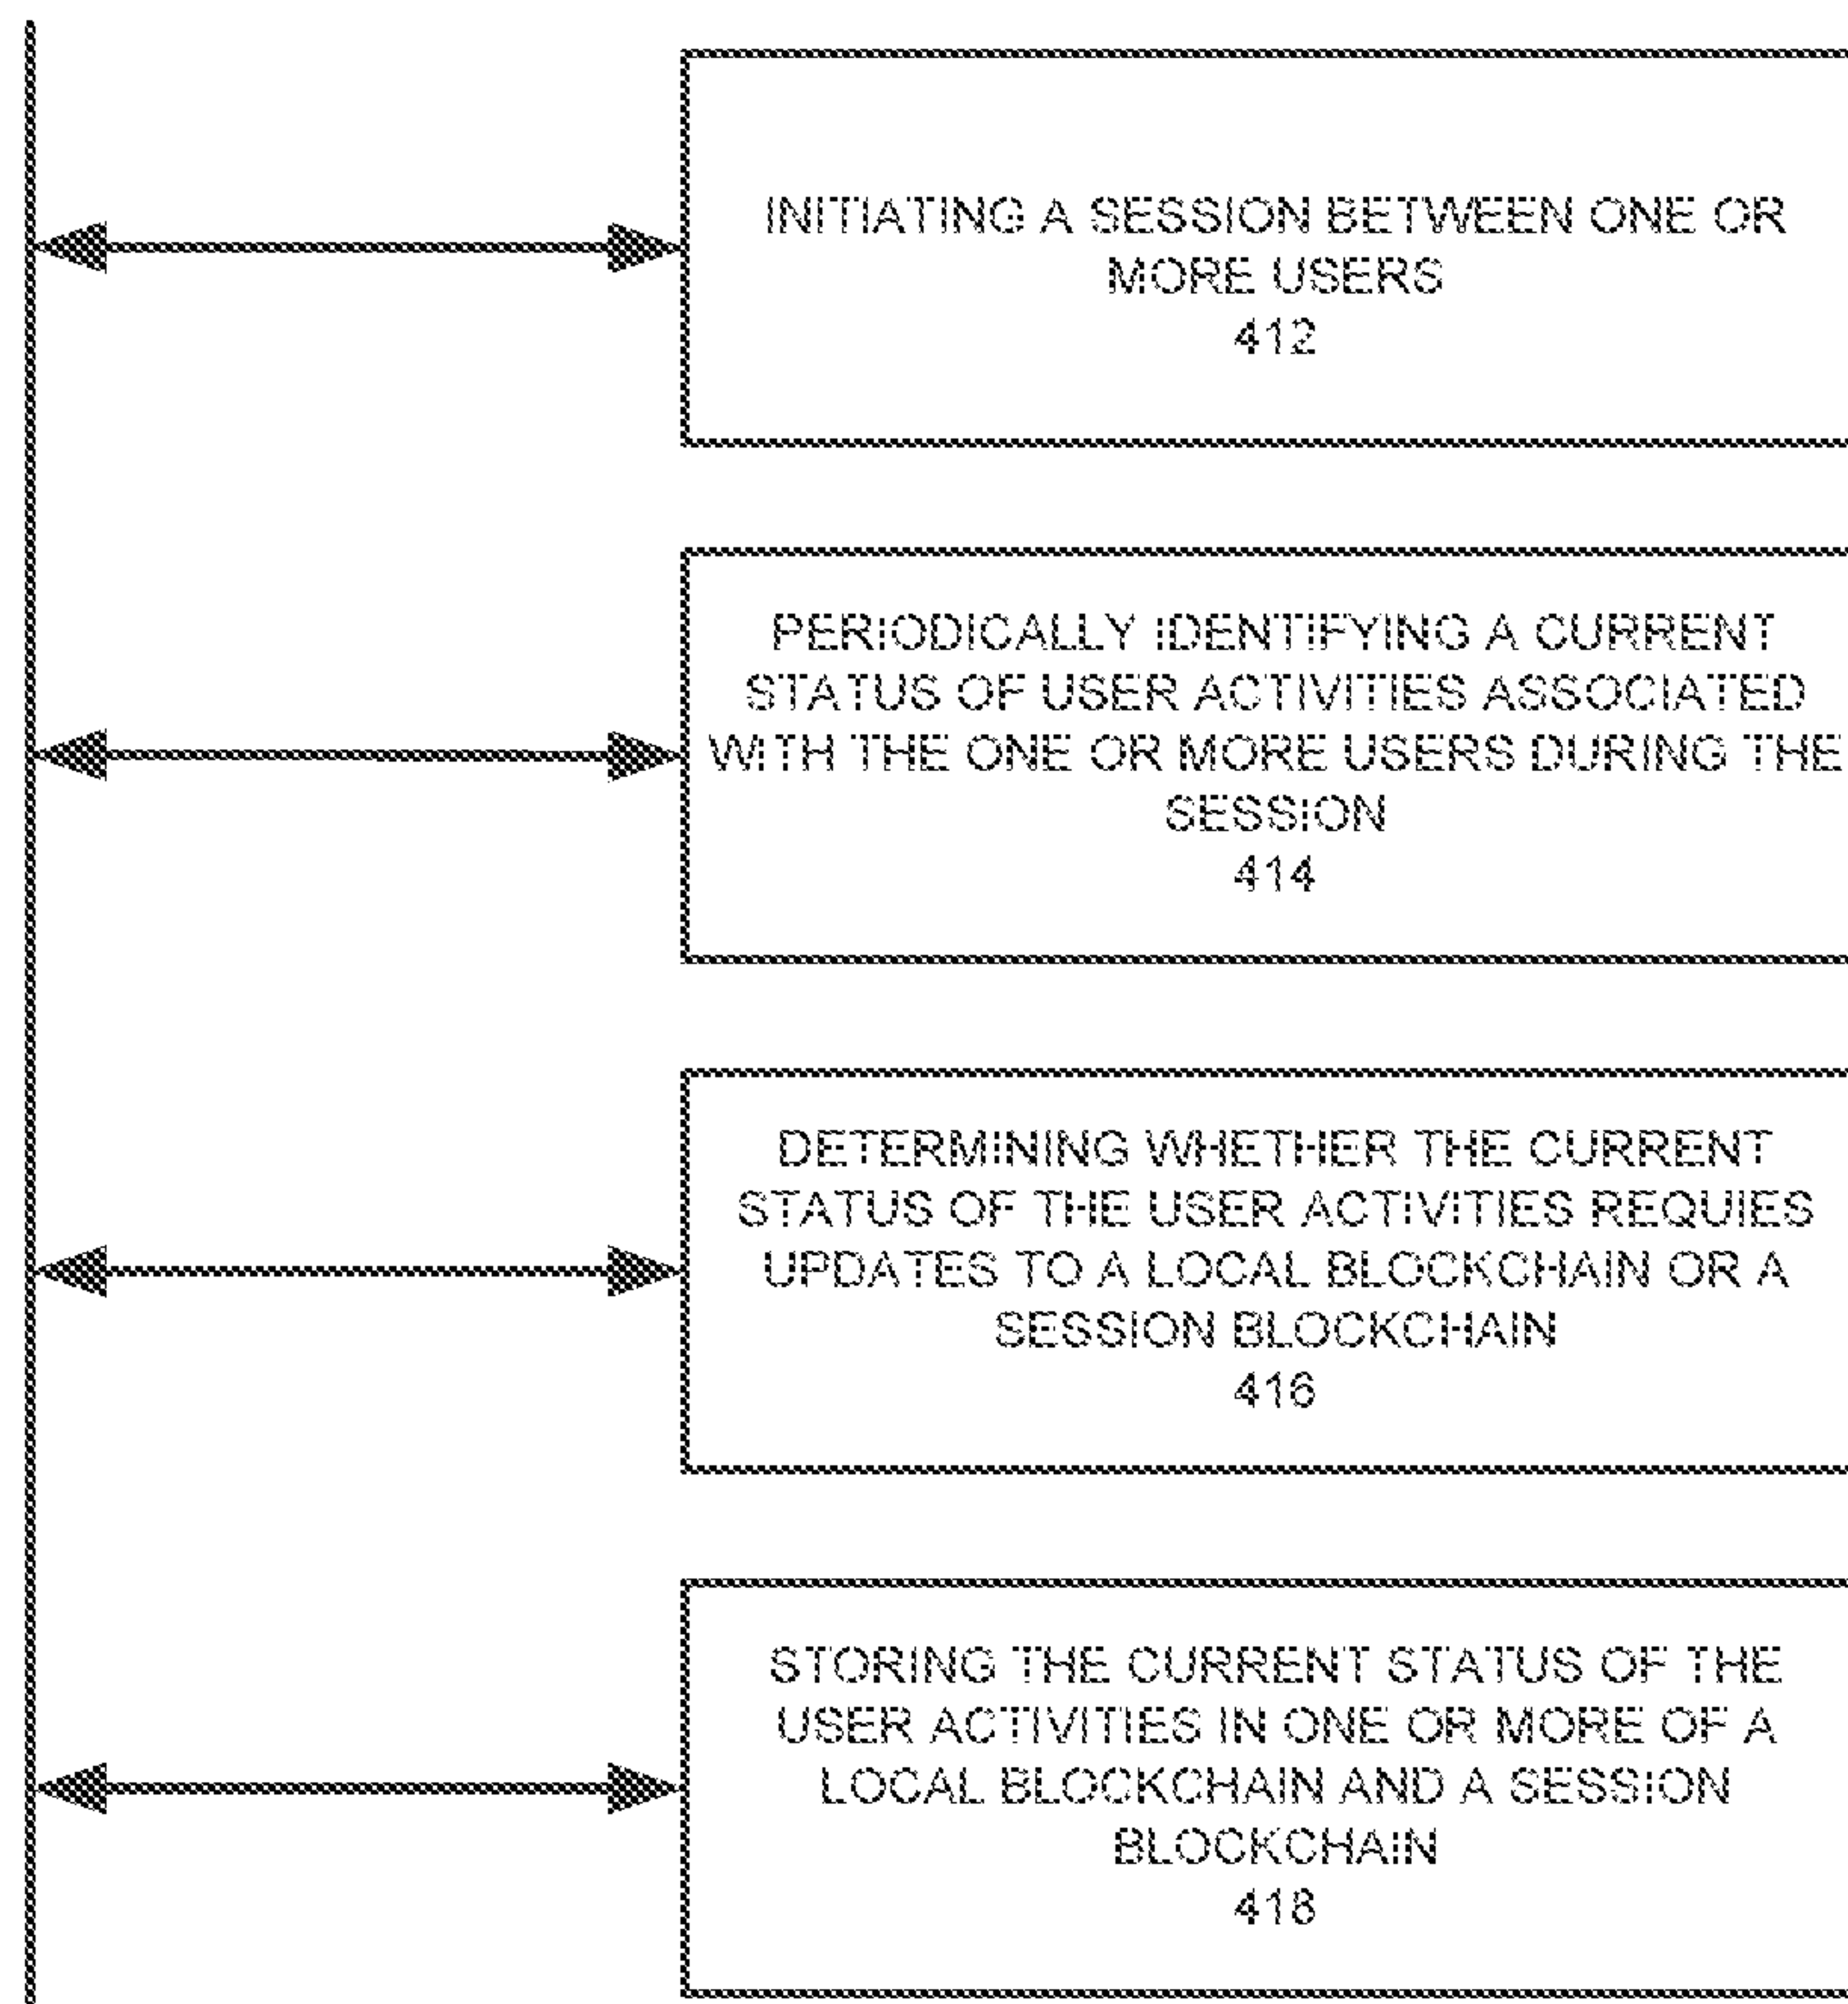 INITIATING A SESSION BETWEEN ONE OR
MORE USERS
412
PERIODICALLY IDENTIFYING A CURRENT
STATUS OF USER ACTIVITIES ASSOCIATED
WITH THE ONE OR MORE USERS DURING THE
SESSION
414
DETERMINING WHETHER THE CURRENT
STATUS OF THE USER ACTIVITIES REQUIES
UPDATES TO A LOCAL BLOCKCHAIN OR A
SESSION BLOCKCHAIN
416
STORING THE CURRENT STATUS OF THE
USER ACTIVITIES IN ONE OR MORE OF A
LOCAL BLOCKCHAIN AND A SESSION
BLOCKCHAIN
418